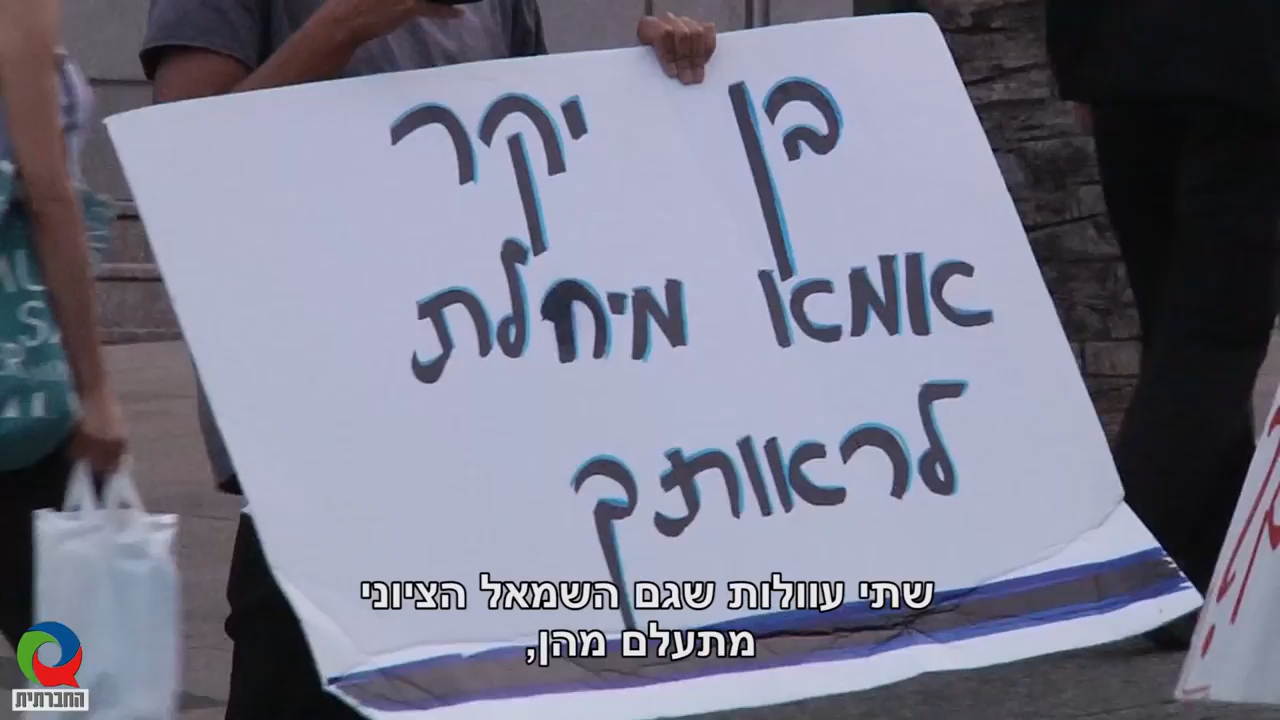 בן יקר
אמא מיחלת
לראותך
שתי עוולות שגם השמאל הציוני
מתעלם מהן,
החברתית